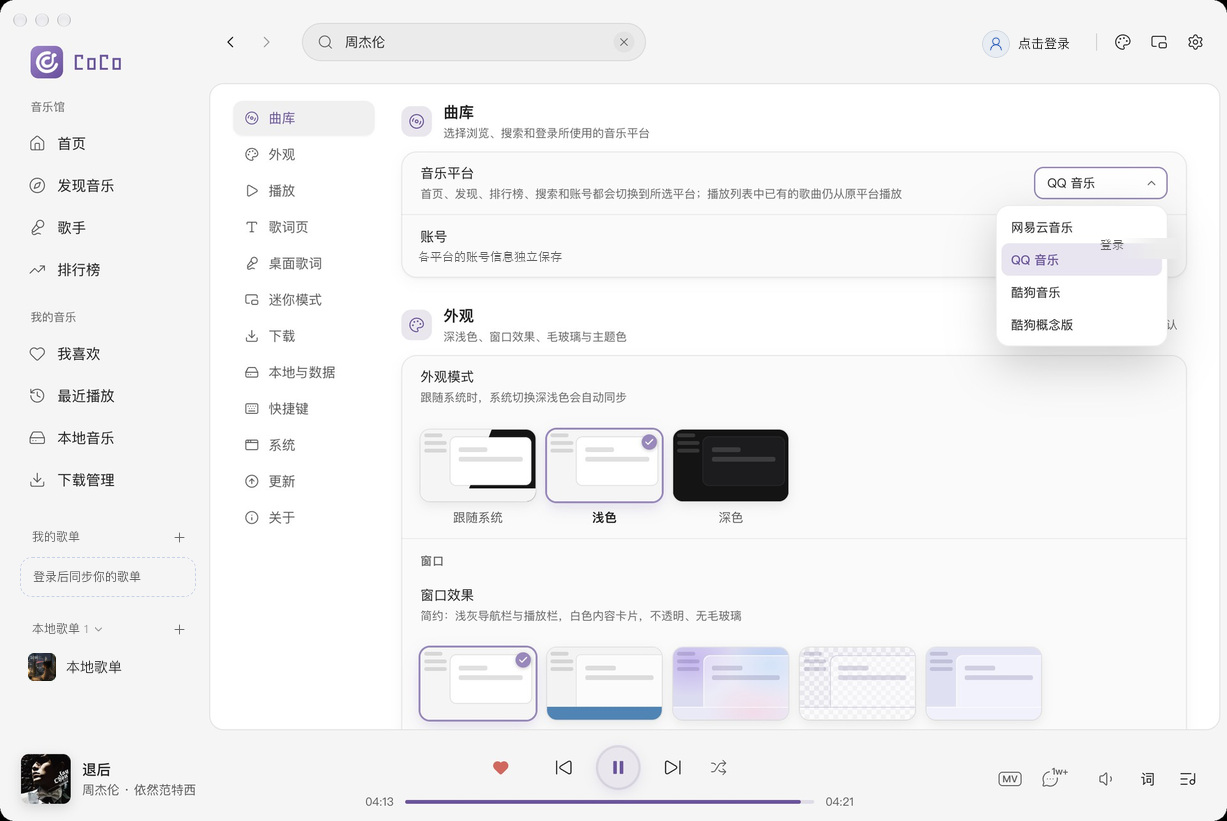 周杰伦
点击登录
CoCo
音乐馆
首页
发现音乐
歌手
排行榜
我的音乐
我喜欢
最近播放
本地音乐
下载管理
我的歌单
登录后同步你的歌单
本地歌单 1
本地歌单
曲库
外观
播放
歌词页
桌面歌词
迷你模式
下载
本地与数据
快捷键
系统
更新
关于
曲库
选择浏览、搜索和登录所使用的音乐平台
音乐平台
首页、发现、排行榜、搜索和账号都会切换到所选平台；播放列表中已有的歌曲仍从原平台播放
QQ 音乐
账号
各平台的账号信息独立保存
登录
网易云音乐
QQ 音乐
酷狗音乐
酷狗概念版
外观
深浅色、窗口效果、毛玻璃与主题色
认
外观模式
跟随系统时，系统切换深浅色会自动同步
跟随系统
浅色
深色
窗口
窗口效果
简约：浅灰导航栏与播放栏，白色内容卡片，不透明、无毛玻璃
退后
周杰伦 · 依然范特西
04:13
04:21
MV
1w+
词